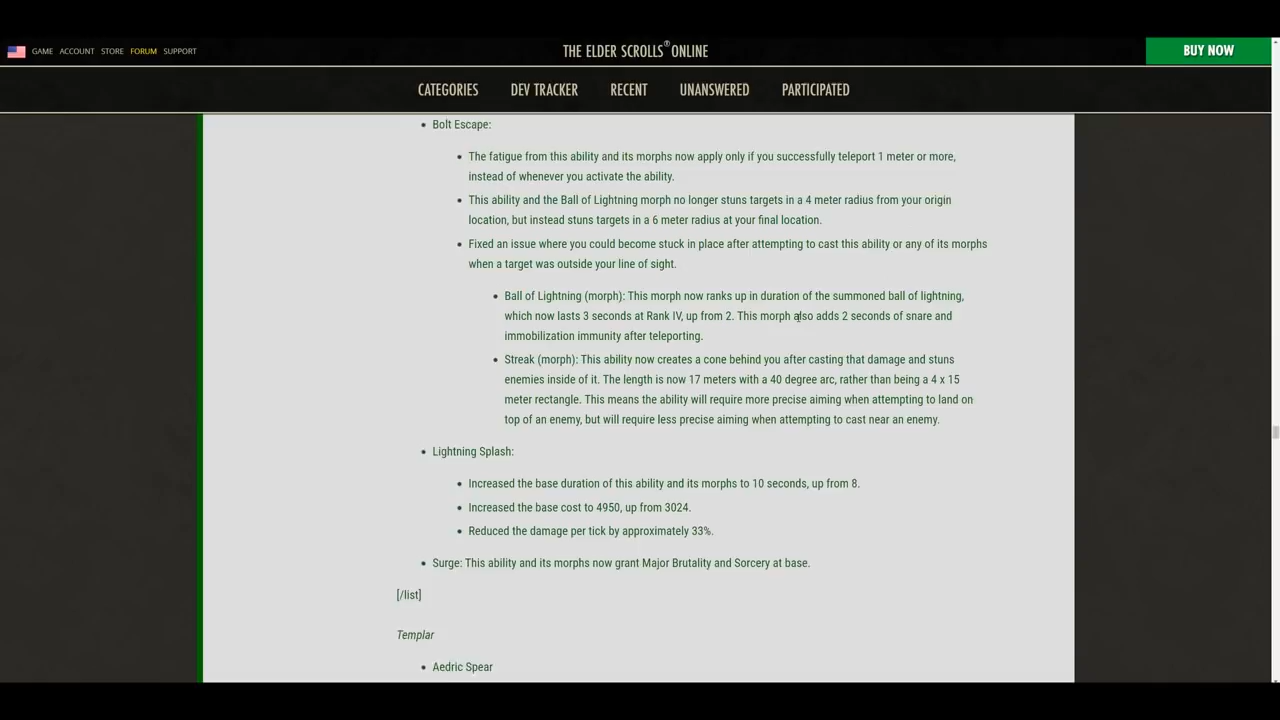 GAME ACCOUNT STORE FORUM SUPPORT
THE ELDER SCROLLS® ONLINE
BUY NOW
CATEGORIES DEV TRACKER RECENT UNANSWERED PARTICIPATED
• Bolt Escape:
• The fatigue from this ability and its morphs now apply only if you successfully teleport 1 meter or more,
instead of whenever you activate the ability.
• This ability and the Ball of Lightning morph no longer stuns targets in a 4 meter radius from your origin
location, but instead stuns targets in a 6 meter radius at your final location.
• Fixed an issue where you could become stuck in place after attempting to cast this ability or any of its morphs
when a target was outside your line of sight.
• Ball of Lightning (morph): This morph now ranks up in duration of the summoned ball of lightning,
which now lasts 3 seconds at Rank IV, up from 2. This morph also adds 2 seconds of snare and
immobilization immunity after teleporting.
• Streak (morph): This ability now creates a cone behind you after casting that damage and stuns
enemies inside of it. The length is now 17 meters with a 40 degree arc, rather than being a 4 x 15
meter rectangle. This means the ability will require more precise aiming when attempting to land on
top of an enemy, but will require less precise aiming when attempting to cast near an enemy.
• Lightning Splash:
• Increased the base duration of this ability and its morphs to 10 seconds, up from 8.
• Increased the base cost to 4950, up from 3024.
• Reduced the damage per tick by approximately 33%.
• Surge: This ability and its morphs now grant Major Brutality and Sorcery at base.
[/list]
Templar
• Aedric Spear